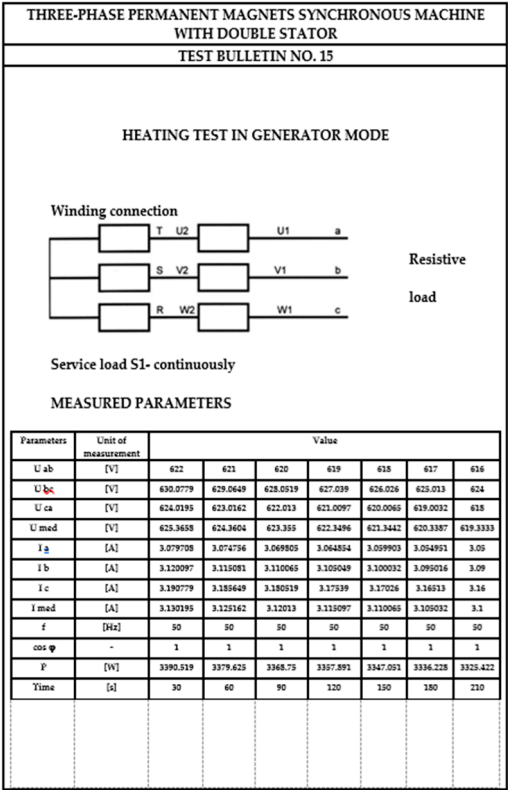 THREE-PHASE PERMANENT MAGNETS SYNCHRONOUS MACHINE
WITH DOUBLE STATOR
TEST BULLETIN NO. 15
HEATING TEST IN GENERATOR MODE
Winding connection
T U2 U1 a
S V2 V1 b
R W2 W1 c
Resistive
load
Service load S1- continuously
MEASURED PARAMETERS
Parameters Unit of measurement Value
U ab [V] 622 621 620 619 618 617 616
U bc [V] 630.0779 629.0649 628.0519 627.039 626.026 625.013 624
U ca [V] 624.0195 623.0162 622.013 621.0097 620.0065 619.0032 618
U med [V] 625.3658 624.3604 623.355 622.3496 621.3442 620.3387 619.3333
I a [A] 3.079708 3.074756 3.069805 3.064854 3.059903 3.054951 3.05
I b [A] 3.120097 3.115081 3.110065 3.105049 3.100032 3.095016 3.09
I c [A] 3.190779 3.185649 3.180519 3.17539 3.17026 3.16513 3.16
I med [A] 3.130195 3.125162 3.12013 3.115097 3.110065 3.105032 3.1
f [Hz] 50 50 50 50 50 50 50
cos φ - 1 1 1 1 1 1 1
P [W] 3390.519 3379.625 3368.75 3357.891 3347.051 3336.228 3325.422
Time [s] 30 60 90 120 150 180 210